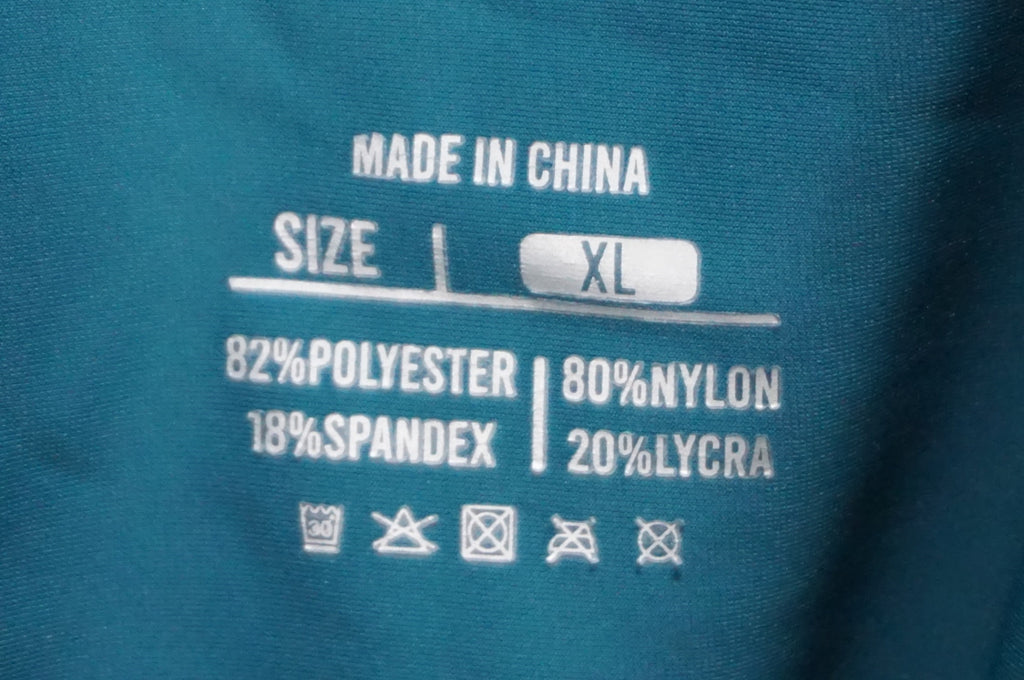 MADE IN CHINA
SIZE | XL
82%POLYESTER | 80%NYLON
18%SPANDEX | 20%LYCRA
30°